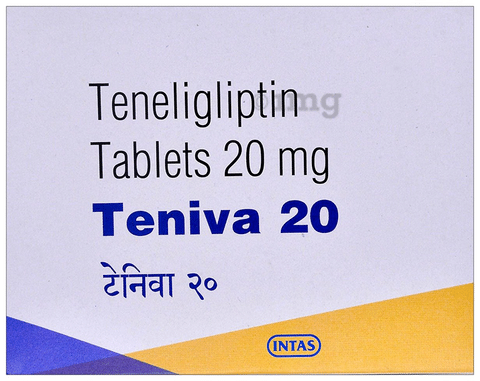 Teneligliptin
Tablets 20 mg
Teniva 20
टेनिवा २०
INTAS